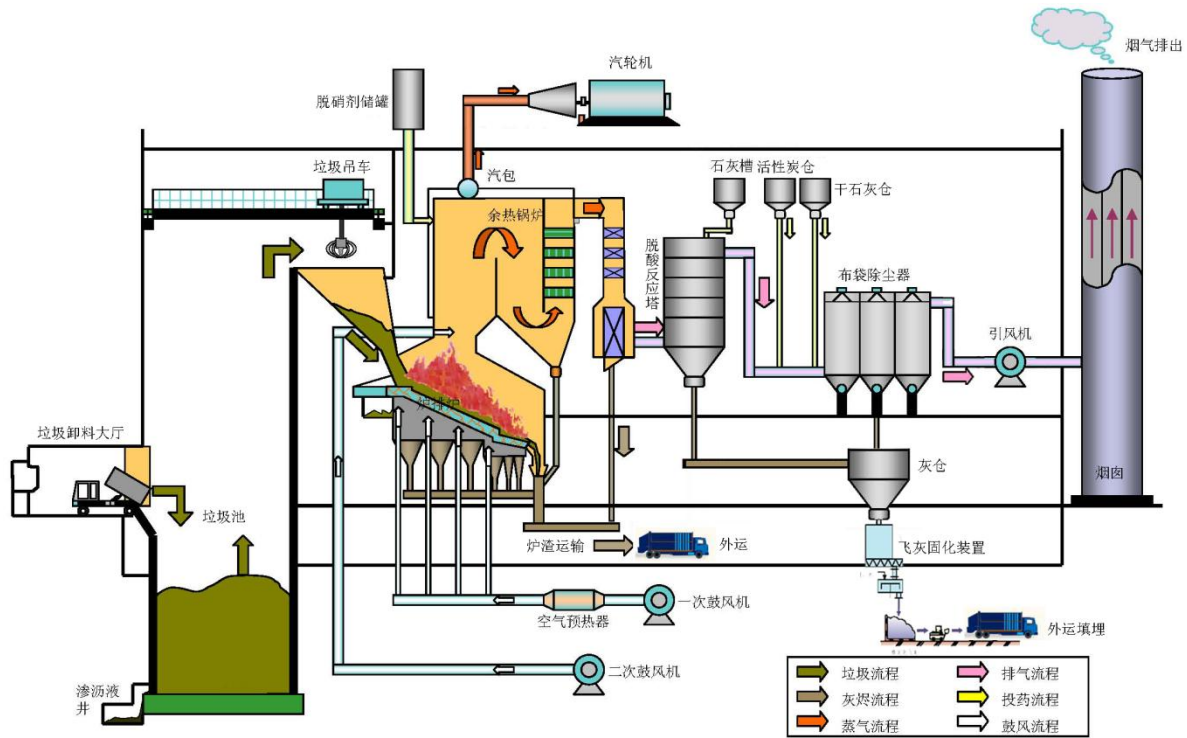 烟气排出
汽轮机
脱硝剂储罐
垃圾吊车
汽包
石灰槽
活性炭仓
干石灰仓
余热锅炉
脱酸反应塔
布袋除尘器
引风机
炉排炉
垃圾卸料大厅
灰仓
烟囱
垃圾池
炉渣运输
外运
飞灰固化装置
一次鼓风机
空气预热器
外运填埋
二次鼓风机
渗沥液
井
垃圾流程
排气流程
灰烬流程
投药流程
蒸气流程
鼓风流程